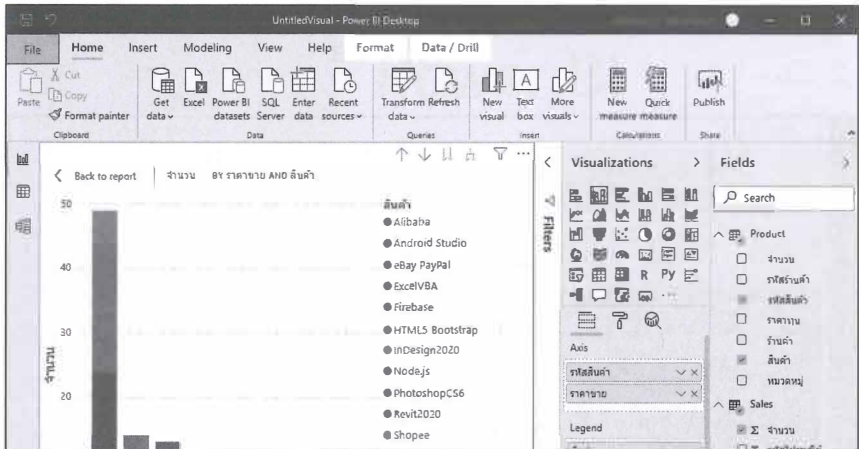 UntitledVisual - Power BI Desktop
File Home Insert Modeling View Help Format Data / Drill
Paste
Cut
Copy
Format painter
Clipboard
Get data
Excel
Power BI datasets
SQL Server
Enter data
Recent sources
Data
Transform data
Refresh
Queries
New visual
Text box
More visuals
Insert
New measure
Quick measure
Calculations
Publish
Share
Back to report
จำนวน BY ราคาขาย AND สินค้า
50
40
30
20
จำนวน
สินค้า
Alibaba
Android Studio
eBay PayPal
ExcelVBA
Firebase
HTML5 Bootstrap
InDesign2020
Node.js
PhotoshopCS6
Revit2020
Shopee
Filters
Visualizations
R Py
Axis
รหัสสินค้า
ราคาขาย
Legend
Fields
Search
Product
จำนวน
รหัสร้านค้า
รหัสสินค้า
ราคาทุน
ร้านค้า
สินค้า
หมวดหมู่
Sales
Σ จำนวน